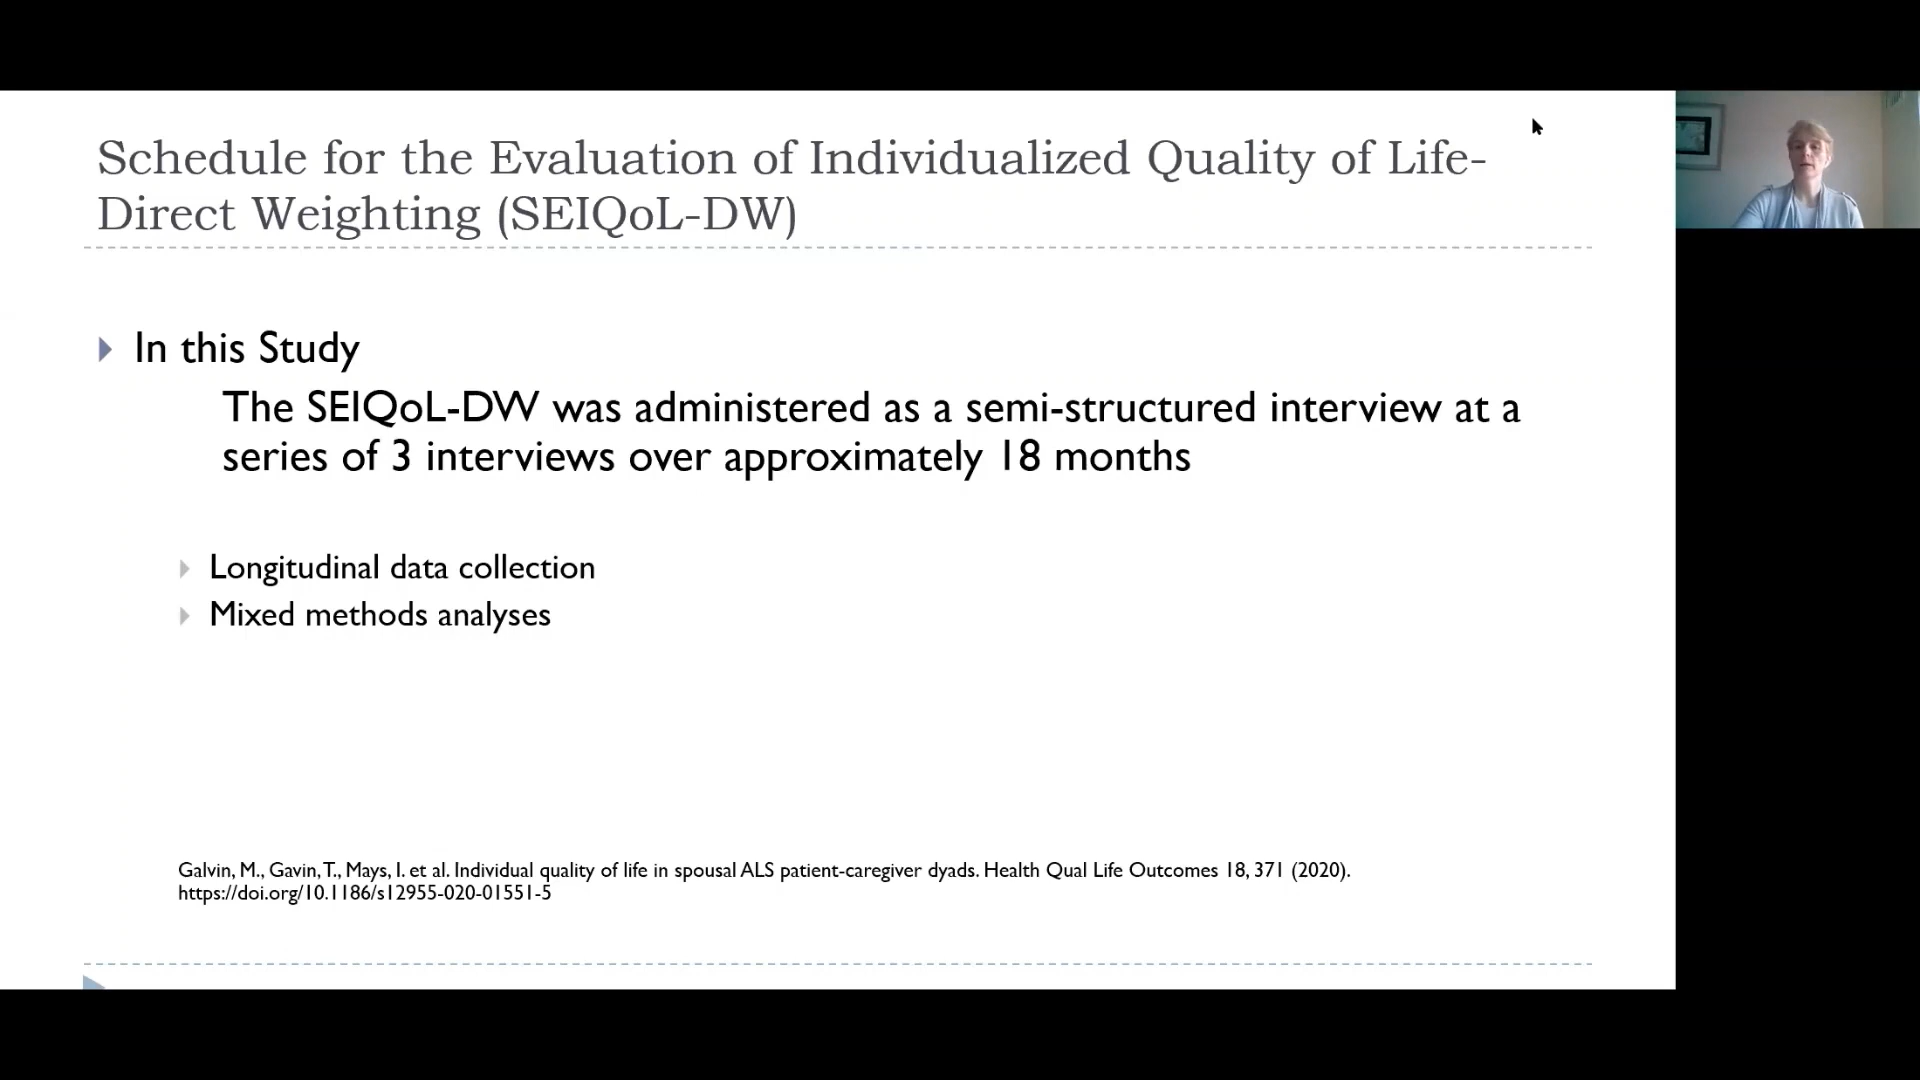 Schedule for the Evaluation of Individualized Quality of Life-
Direct Weighting (SEIQoL-DW)
In this Study
The SEIQoL-DW was administered as a semi-structured interview at a
series of 3 interviews over approximately 18 months
Longitudinal data collection
Mixed methods analyses
Galvin, M., Gavin, T., Mays, I. et al. Individual quality of life in spousal ALS patient-caregiver dyads. Health Qual Life Outcomes 18, 371 (2020).
https://doi.org/10.1186/s12955-020-01551-5